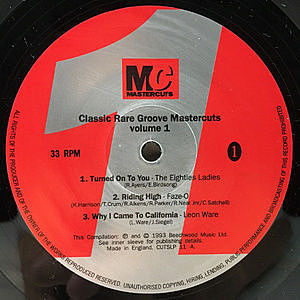 MC
MASTERCUTS
Classic Rare Groove Mastercuts
volume 1
33 RPM
1
1. Turned On To You - The Eighties Ladies
(R.Ayers/E.Birdsong)
2. Riding High - Faze-O
(K.Harrison/T.Crum/R.Aikens/R.Parker/R.Neal Jnr/C Satchell)
3. Why I Came To California - Leon Ware
(L.Ware/J.Siegel)
This Compilation: ℗ and © 1993 Beechwood Music Ltd.
See inner sleeve for publishing details.
Made in England. CUTSLP 11 A.
ALL RIGHTS OF THE PRODUCER AND OF THE OWNER OF THE WORKS REPRODUCED RESERVED. UNAUTHORISED COPYING, HIRING, LENDING, PUBLIC PERFORMANCE AND BROADCASTING OF THIS RECORD PROHIBITED.